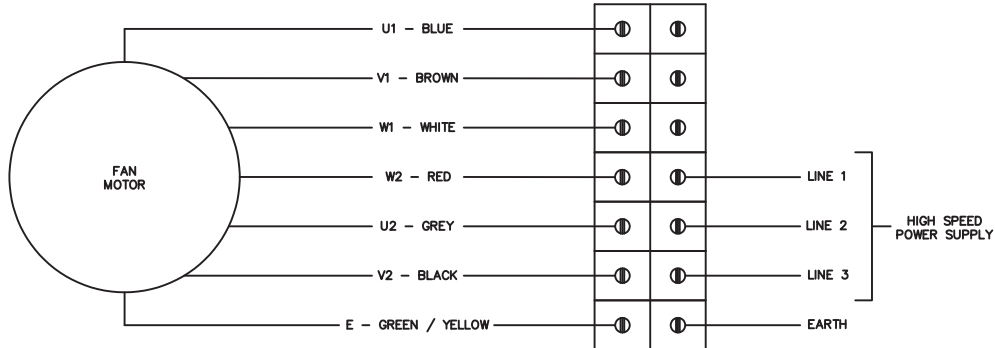 U1 - BLUE
V1 - BROWN
W1 - WHITE
FAN
MOTOR
W2 - RED
LINE 1
U2 - GREY
LINE 2
HIGH SPEED
POWER SUPPLY
V2 - BLACK
LINE 3
E - GREEN / YELLOW
EARTH